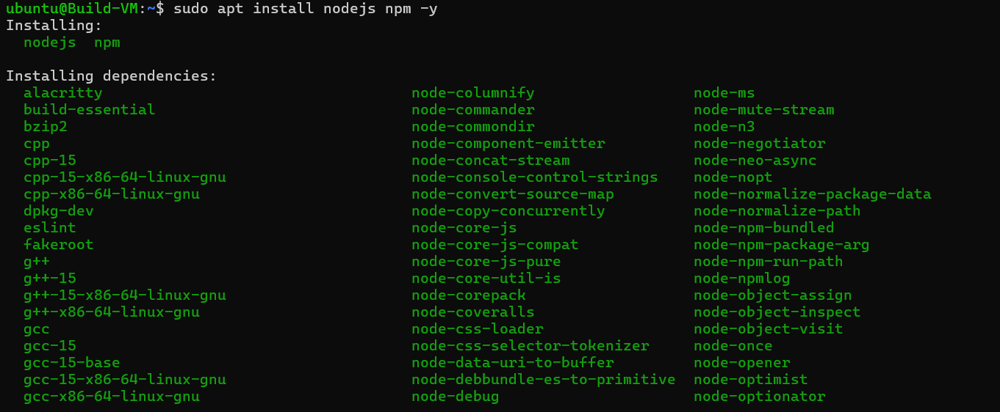 ubuntu@Build-VM:~$ sudo apt install nodejs npm -y
Installing:
  nodejs  npm

Installing dependencies:
  alacritty                                   node-columnify                  node-ms
  build-essential                             node-commander                  node-mute-stream
  bzip2                                       node-commondir                  node-n3
  cpp                                         node-component-emitter          node-negotiator
  cpp-15                                      node-concat-stream              node-neo-async
  cpp-15-x86-64-linux-gnu                     node-console-control-strings    node-nopt
  cpp-x86-64-linux-gnu                        node-convert-source-map         node-normalize-package-data
  dpkg-dev                                    node-copy-concurrently          node-normalize-path
  eslint                                      node-core-js                    node-npm-bundled
  fakeroot                                    node-core-js-compat             node-npm-package-arg
  g++                                         node-core-js-pure               node-npm-run-path
  g++-15                                      node-core-util-is               node-npmlog
  g++-15-x86-64-linux-gnu                     node-corepack                   node-object-assign
  g++-x86-64-linux-gnu                        node-coveralls                  node-object-inspect
  gcc                                         node-css-loader                 node-object-visit
  gcc-15                                      node-css-selector-tokenizer     node-once
  gcc-15-base                                 node-data-uri-to-buffer         node-opener
  gcc-15-x86-64-linux-gnu                     node-debbundle-es-to-primitive  node-optimist
  gcc-x86-64-linux-gnu                        node-debug                      node-optionator